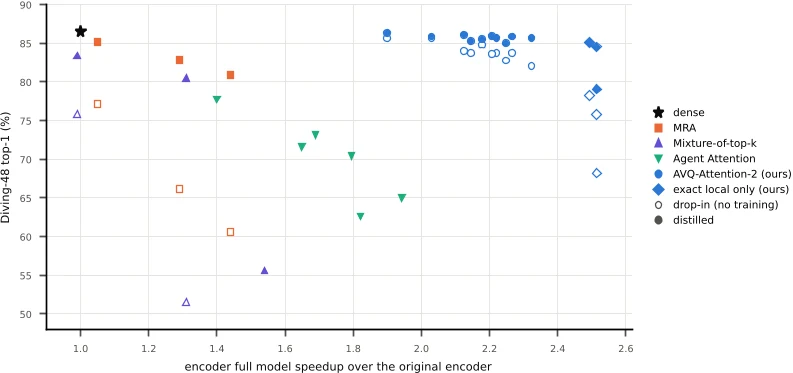 90
85
80
75
70
65
60
55
50
Diving-48 top-1 (%)
1.0
1.2
1.4
1.6
1.8
2.0
2.2
2.4
2.6
encoder full model speedup over the original encoder
dense
MRA
Mixture-of-top-k
Agent Attention
AVQ-Attention-2 (ours)
exact local only (ours)
drop-in (no training)
distilled